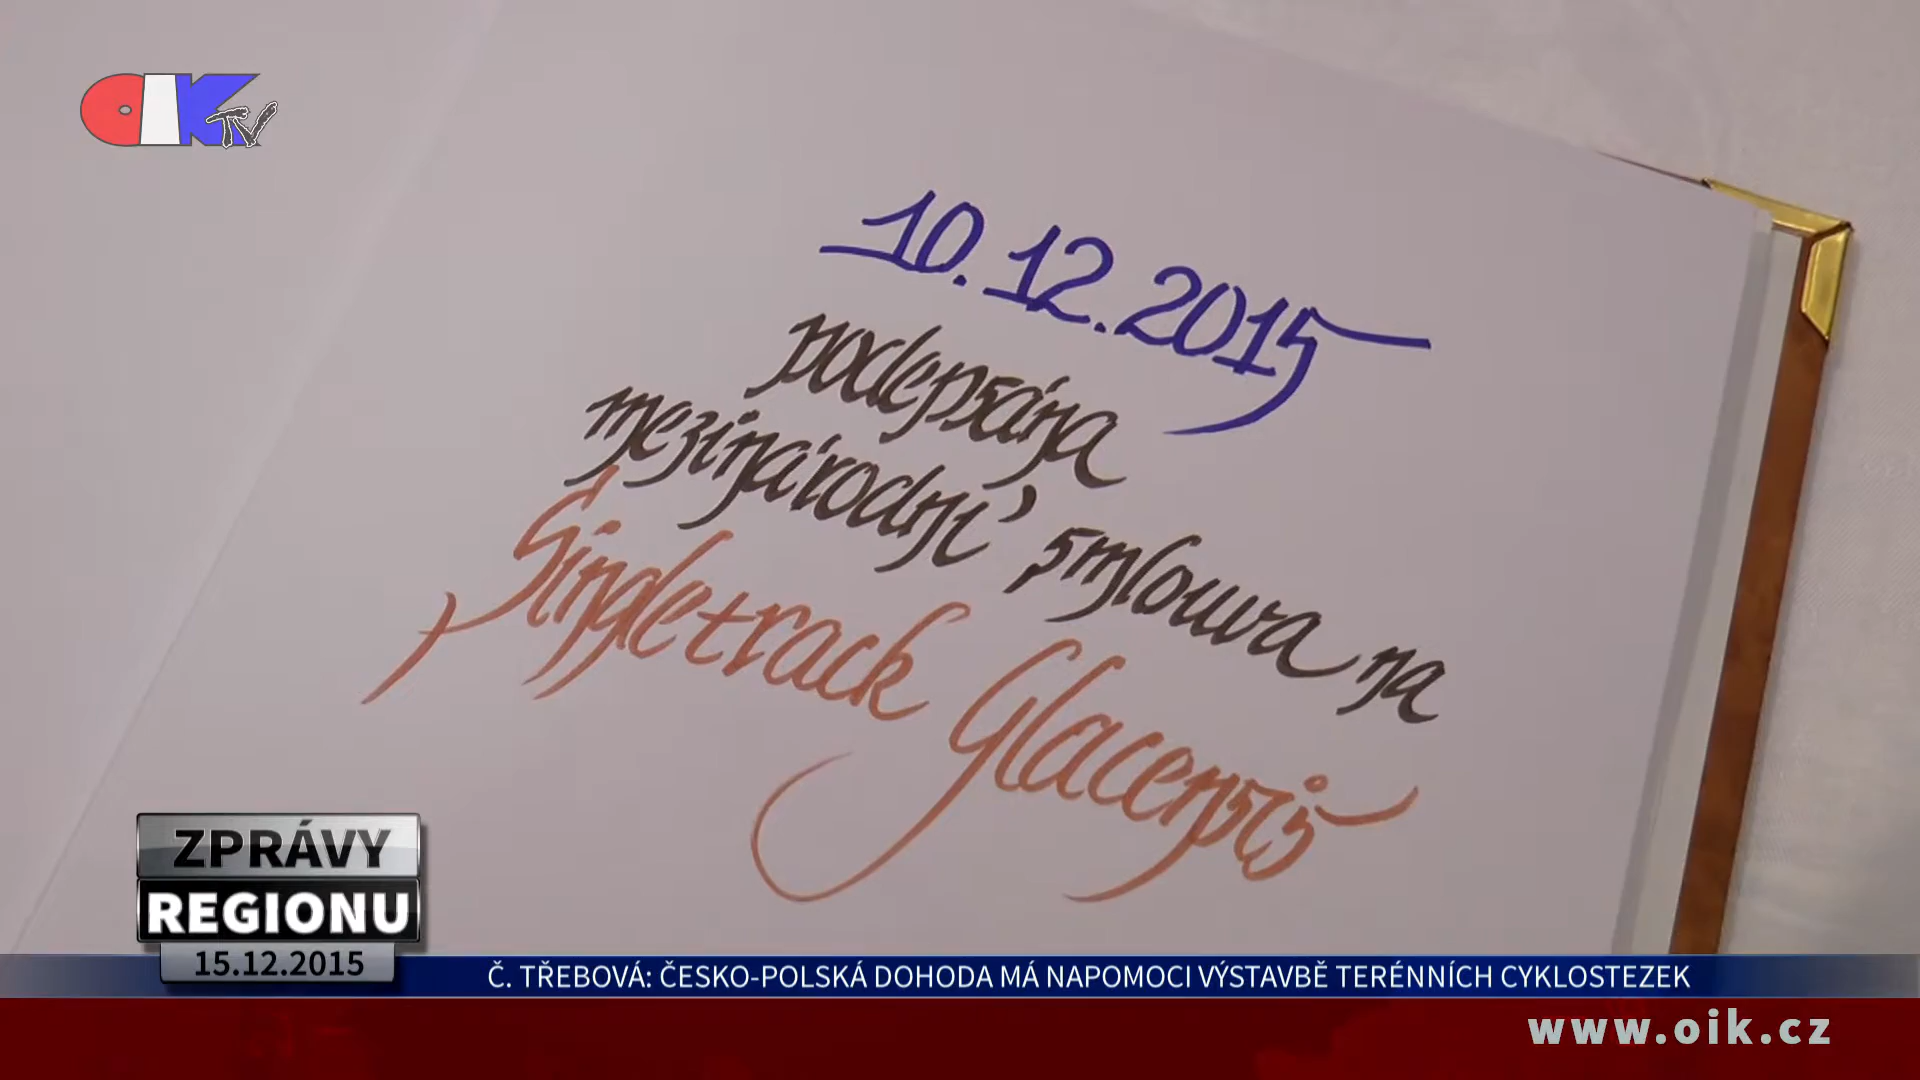 OIK TV
10.12.2015
podepsána
mezinárodní smlouva na
Singletrack Glacensis
ZPRÁVY
REGIONU
15.12.2015
Č. TŘEBOVÁ: ČESKO-POLSKÁ DOHODA MÁ NAPOMOCI VÝSTAVBĚ TERÉNNÍCH CYKLOSTEZEK
www.oik.cz